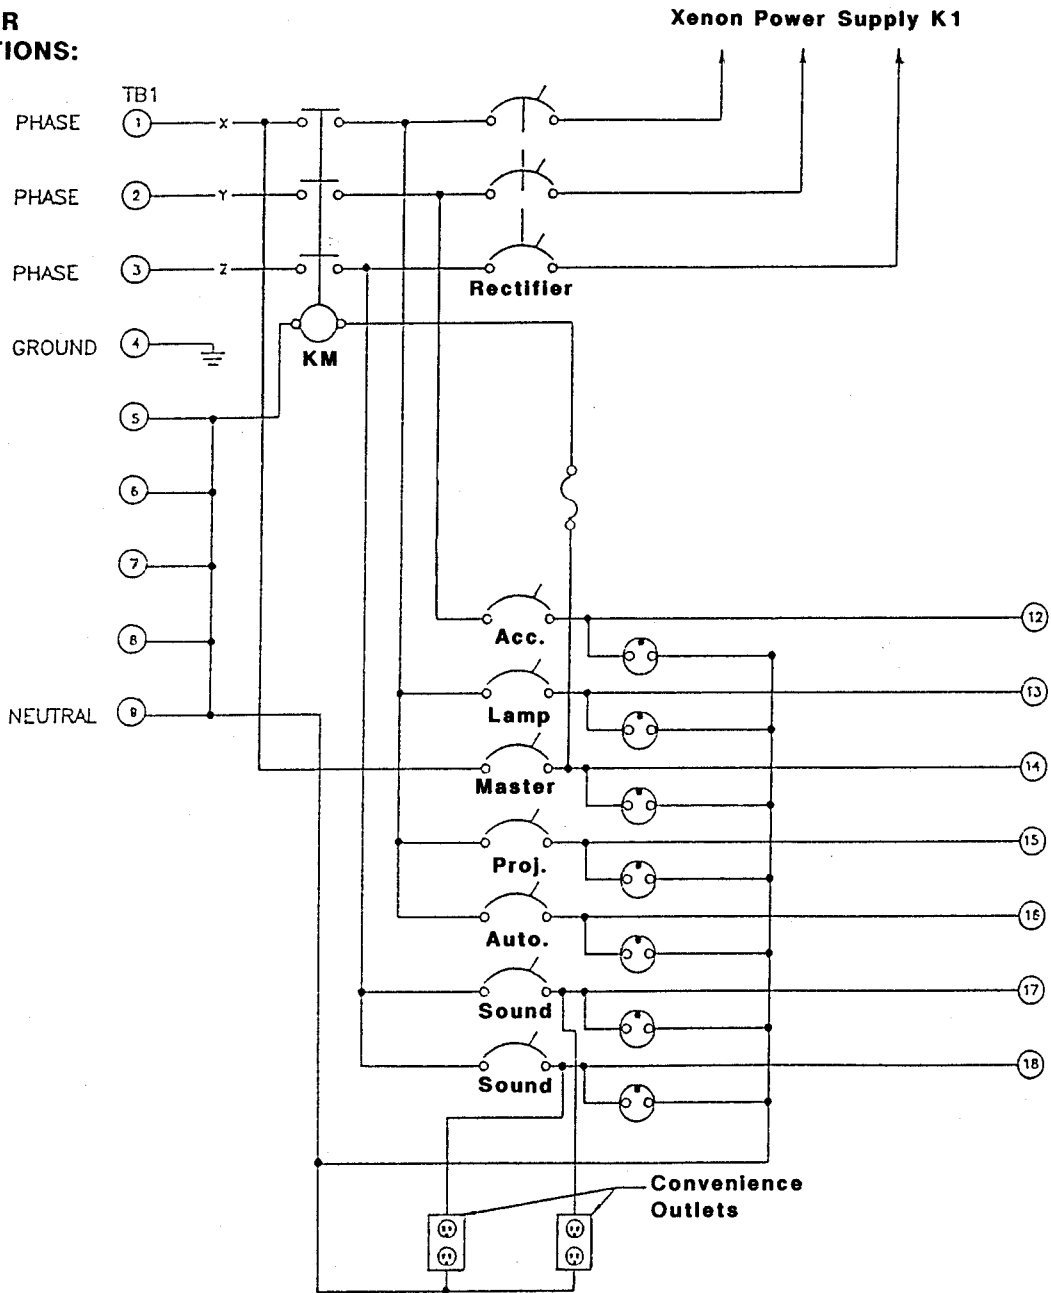 R
TIONS:
Xenon Power Supply K1
TB1
PHASE 1 X
PHASE 2 Y
PHASE 3 Z
Rectifier
GROUND 4
KM
5
6
7
8
NEUTRAL 9
Acc. 12
Lamp 13
Master 14
Proj. 15
Auto. 16
Sound 17
Sound 18
Convenience
Outlets